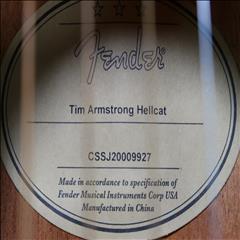 Fender
Tim Armstrong Hellcat
CSSJ20009927
Made in accordance to specification of
Fender Musical Instruments Corp USA
Manufactured in China